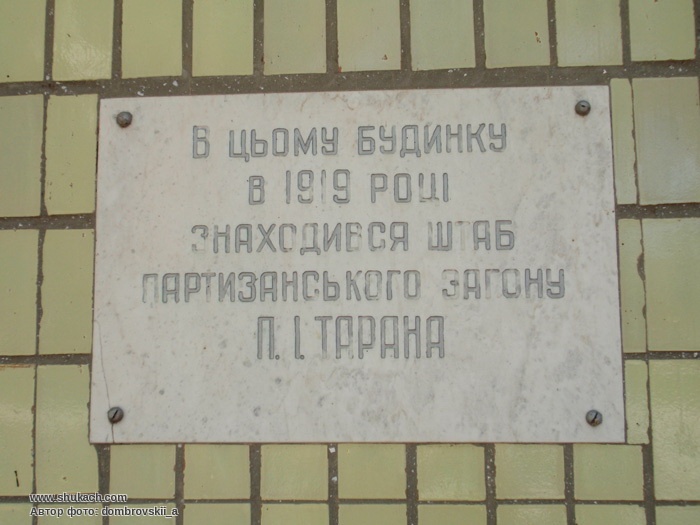 В ЦЬОМУ БУДИНКУ
В 1919 РОЦІ
ЗНАХОДИВСЯ ШТАБ
ПАРТИЗАНСЬКОГО ЗАГОНУ
П. І. ТАРАНА
www.shukach.com
Автор фото: dombrovskii_a